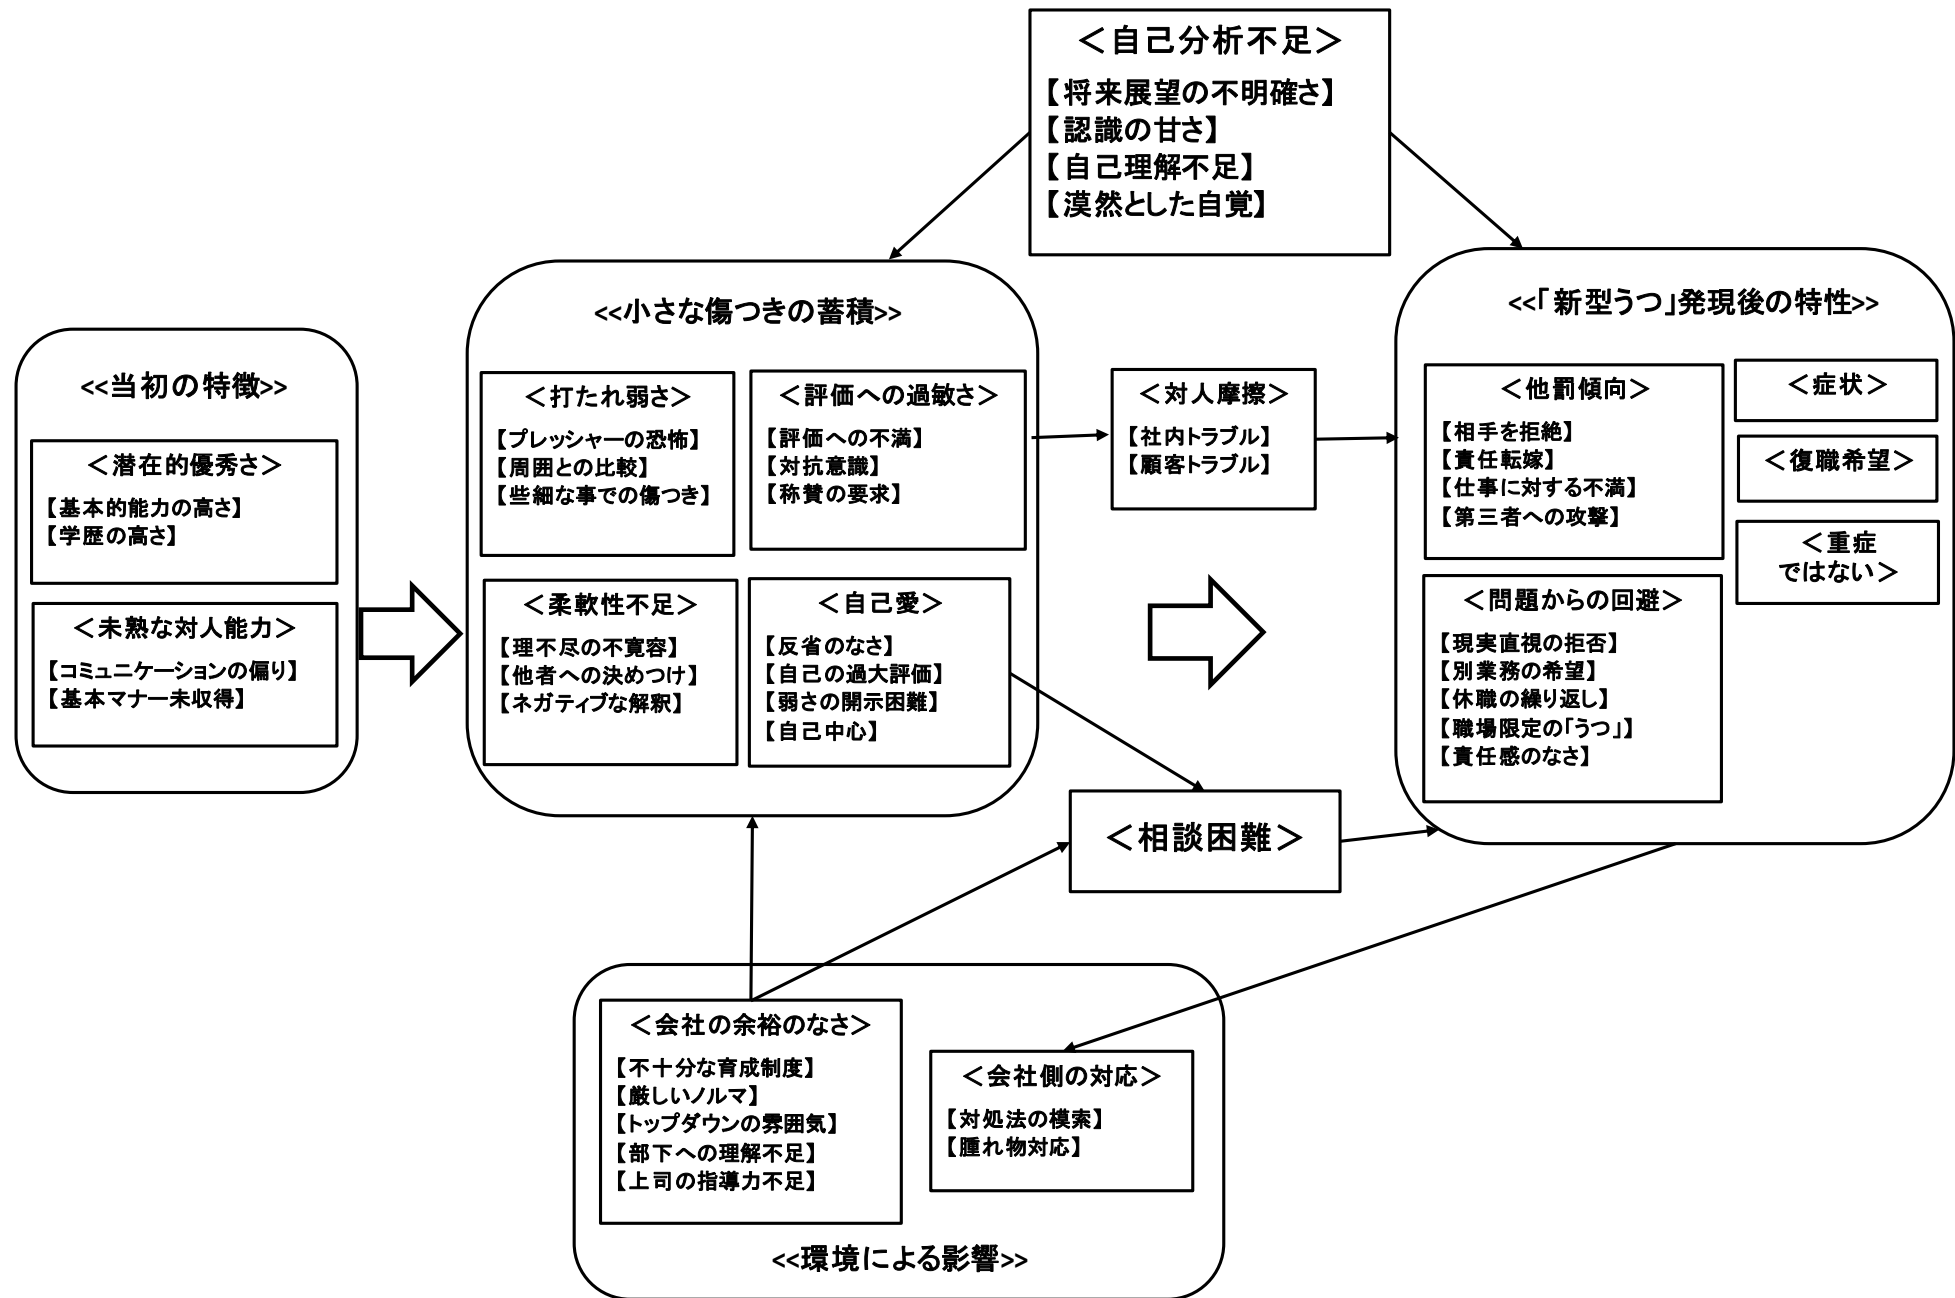 ＜自己分析不足＞
【将来展望の不明確さ】
【認識の甘さ】
【自己理解不足】
【漠然とした自覚】
<<当初の特徴>>
＜潜在的優秀さ＞
【基本的能力の高さ】
【学歴の高さ】
＜未熟な対人能力＞
【コミュニケーションの偏り】
【基本マナー未収得】
<<小さな傷つきの蓄積>>
＜打たれ弱さ＞
【プレッシャーの恐怖】
【周囲との比較】
【些細な事での傷つき】
＜評価への過敏さ＞
【評価への不満】
【対抗意識】
【称賛の要求】
＜柔軟性不足＞
【理不尽の不寛容】
【他者への決めつけ】
【ネガティブな解釈】
＜自己愛＞
【反省のなさ】
【自己の過大評価】
【弱さの開示困難】
【自己中心】
＜対人摩擦＞
【社内トラブル】
【顧客トラブル】
＜相談困難＞
<<「新型うつ」発現後の特性>>
＜他罰傾向＞
【相手を拒絶】
【責任転嫁】
【仕事に対する不満】
【第三者への攻撃】
＜問題からの回避＞
【現実直視の拒否】
【別業務の希望】
【休職の繰り返し】
【職場限定の「うつ」】
【責任感のなさ】
＜症状＞
＜復職希望＞
＜重症
ではない＞
＜会社の余裕のなさ＞
【不十分な育成制度】
【厳しいノルマ】
【トップダウンの雰囲気】
【部下への理解不足】
【上司の指導力不足】
＜会社側の対応＞
【対処法の模索】
【腫れ物対応】
<<環境による影響>>